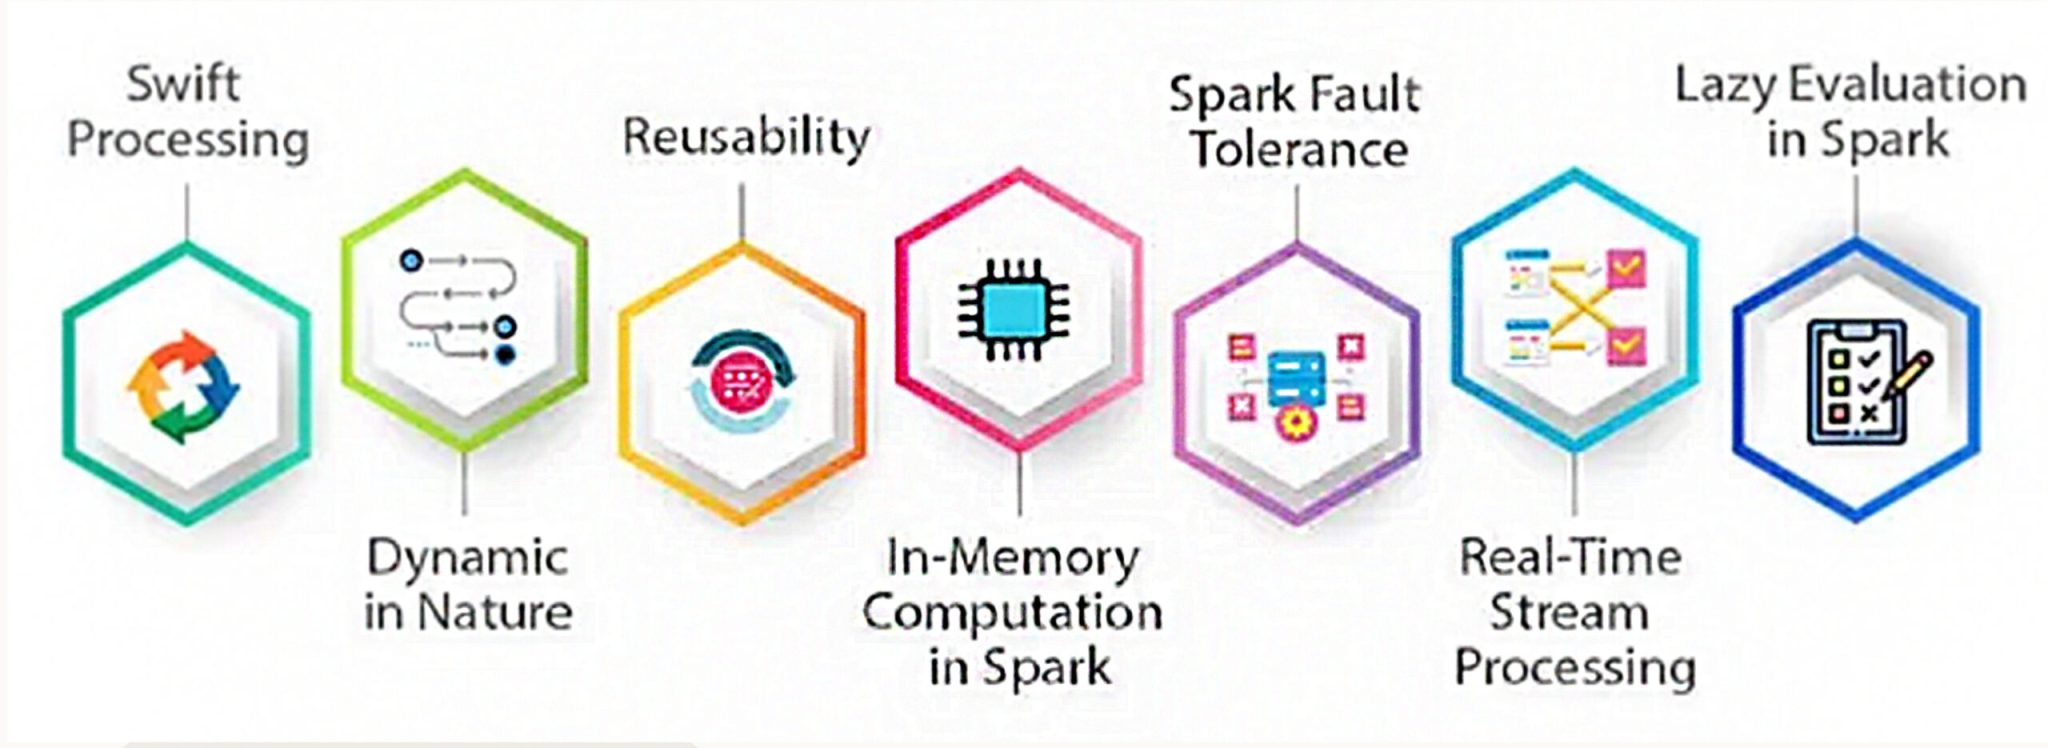 Swift
Processing
Dynamic
in Nature
Reusability
In-Memory
Computation
in Spark
Spark Fault
Tolerance
Real-Time
Stream
Processing
Lazy Evaluation
in Spark